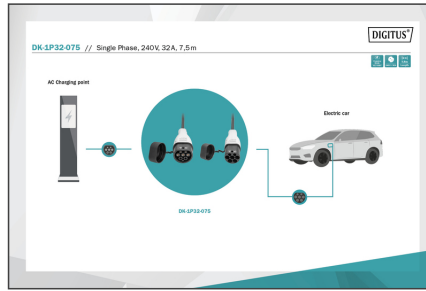 DIGITUS®
DK-1P32-075 // Single Phase, 240V, 32A, 7,5m
AC Charging point
Electric car
DK-1P32-075